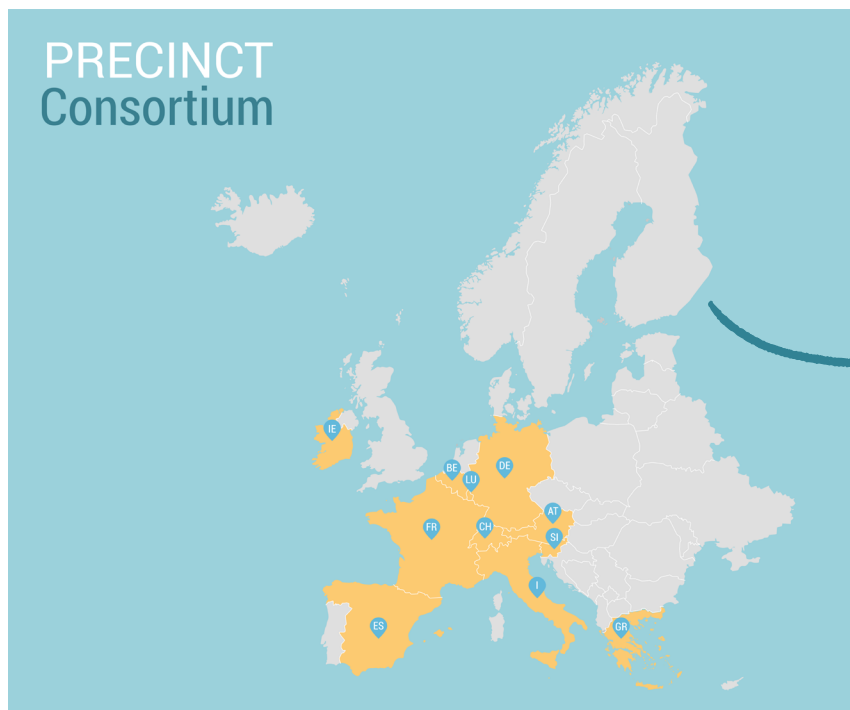 PRECINCT
Consortium
IE
BE
DE
LU
AT
FR
CH
SI
I
ES
GR